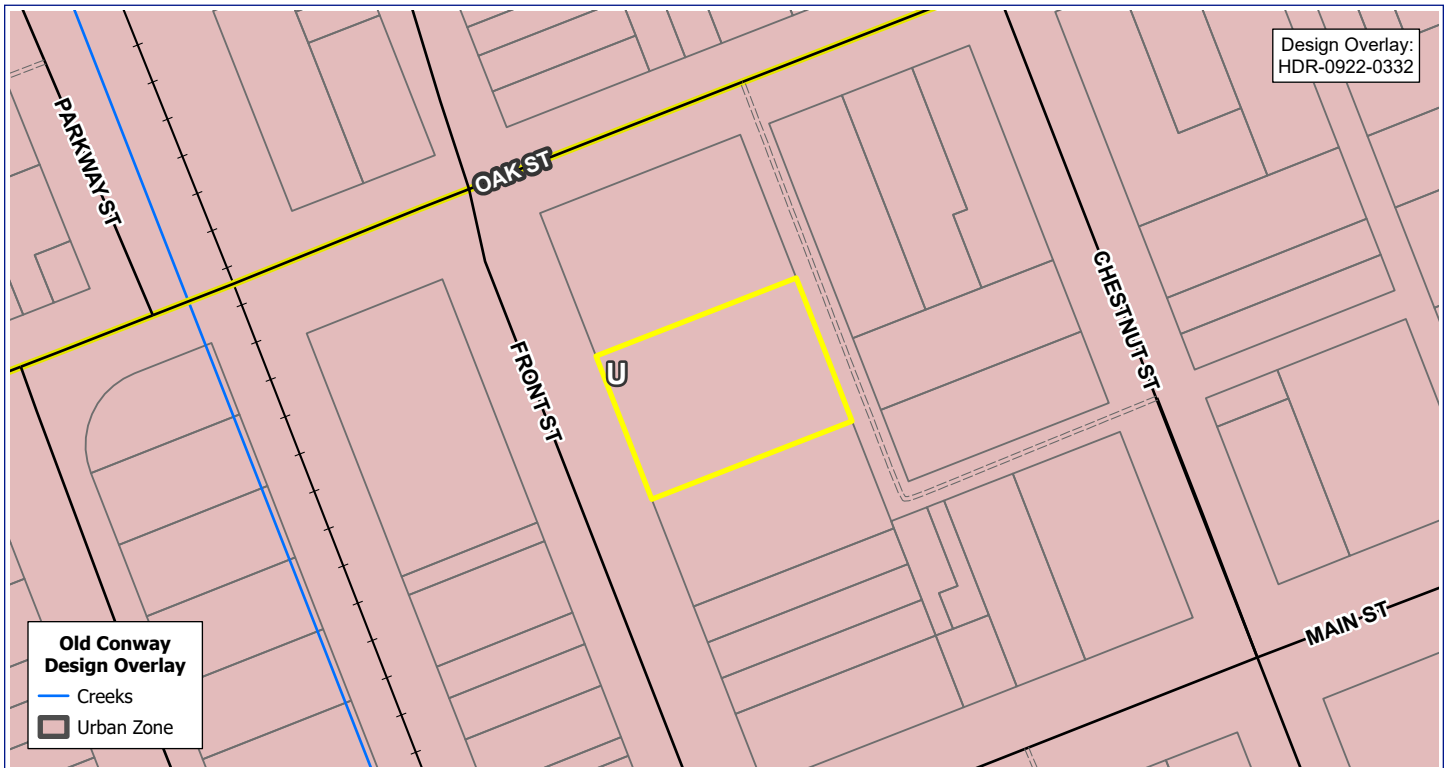 Design Overlay:
HDR-0922-0332
PARKWAY ST
OAK ST
FRONT ST
U
CHESTNUT ST
MAIN ST
Old Conway
Design Overlay
Creeks
Urban Zone